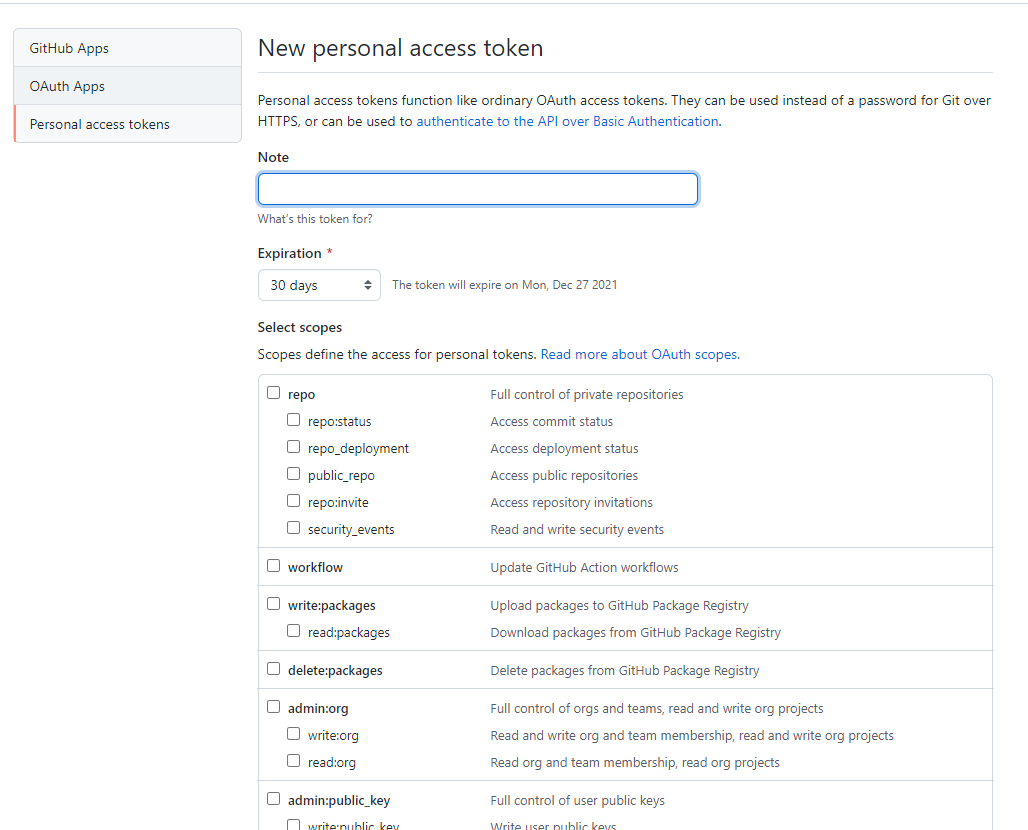 GitHub Apps
OAuth Apps
Personal access tokens
New personal access token
Personal access tokens function like ordinary OAuth access tokens. They can be used instead of a password for Git over
HTTPS, or can be used to authenticate to the API over Basic Authentication.
Note
What's this token for?
Expiration *
30 days The token will expire on Mon, Dec 27 2021
Select scopes
Scopes define the access for personal tokens. Read more about OAuth scopes.
repo Full control of private repositories
repo:status Access commit status
repo_deployment Access deployment status
public_repo Access public repositories
repo:invite Access repository invitations
security_events Read and write security events
workflow Update GitHub Action workflows
write:packages Upload packages to GitHub Package Registry
read:packages Download packages from GitHub Package Registry
delete:packages Delete packages from GitHub Package Registry
admin:org Full control of orgs and teams, read and write org projects
write:org Read and write org and team membership, read and write org projects
read:org Read org and team membership, read org projects
admin:public_key Full control of user public keys
write:public_key Write user public keys